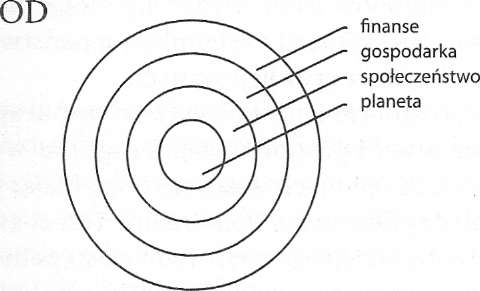 OD
finanse
gospodarka
społeczeństwo
planeta